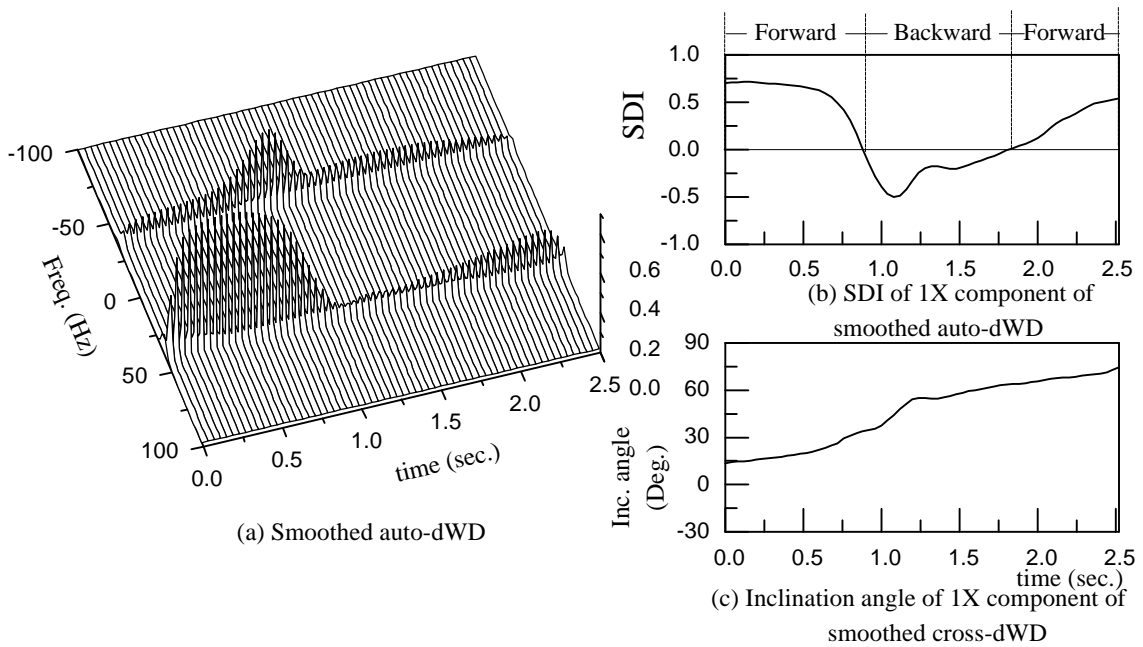 -100
-50
0
50
100
Freq. (Hz)
0.0
0.5
1.0
1.5
2.0
2.5
time (sec.)
0.6
0.4
0.2
0.0
(a) Smoothed auto-dWD
Forward Backward Forward
1.0
0.5
0.0
-0.5
-1.0
SDI
0.0 0.5 1.0 1.5 2.0 2.5
(b) SDI of 1X component of
smoothed auto-dWD
90
60
30
0
-30
Inc. angle
(Deg.)
0.0 0.5 1.0 1.5 2.0 2.5
time (sec.)
(c) Inclination angle of 1X component of
smoothed cross-dWD